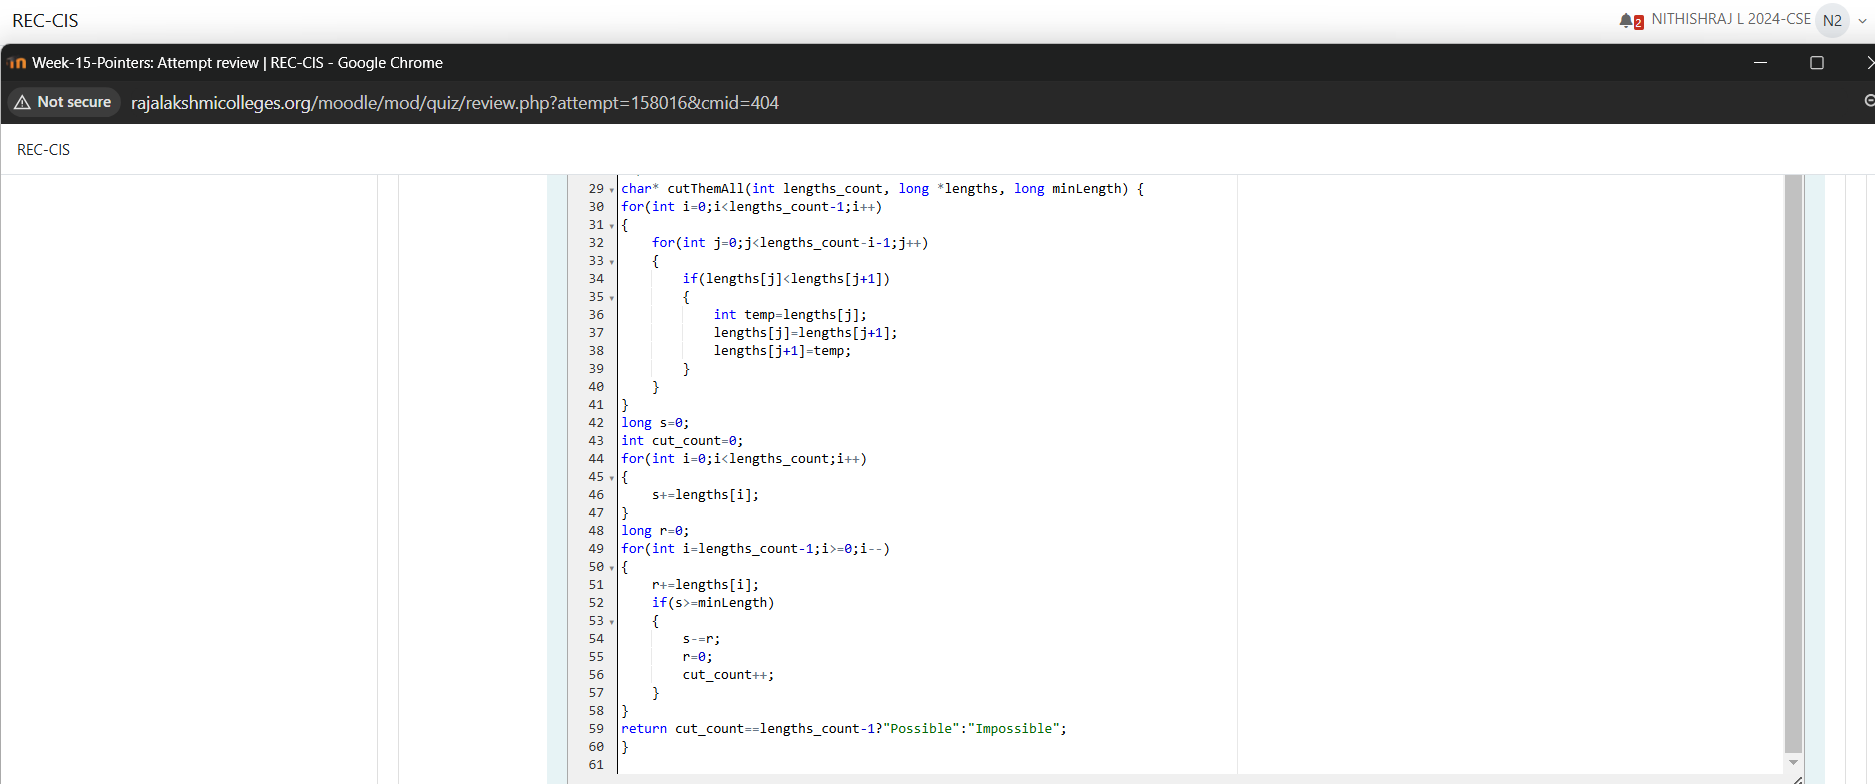 REC-CIS
2 NITHISHRAJ L 2024-CSE N2
Week-15-Pointers: Attempt review | REC-CIS - Google Chrome
Not secure rajalakshmicolleges.org/moodle/mod/quiz/review.php?attempt=158016&cmid=404
REC-CIS
29 char* cutThemAll(int lengths_count, long *lengths, long minLength) {
30 for(int i=0;i<lengths_count-1;i++)
31 {
32     for(int j=0;j<lengths_count-i-1;j++)
33     {
34         if(lengths[j]<lengths[j+1])
35         {
36             int temp=lengths[j];
37             lengths[j]=lengths[j+1];
38             lengths[j+1]=temp;
39         }
40     }
41 }
42 long s=0;
43 int cut_count=0;
44 for(int i=0;i<lengths_count;i++)
45 {
46     s+=lengths[i];
47 }
48 long r=0;
49 for(int i=lengths_count-1;i>=0;i--)
50 {
51     r+=lengths[i];
52     if(s>=minLength)
53     {
54         s-=r;
55         r=0;
56         cut_count++;
57     }
58 }
59 return cut_count==lengths_count-1?"Possible":"Impossible";
60 }
61